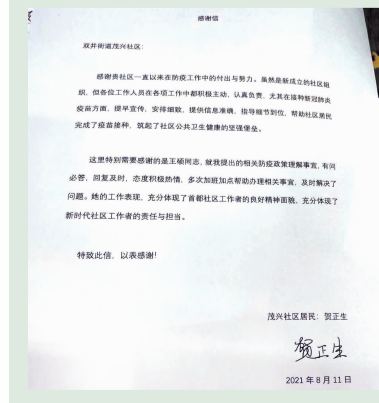 感谢信
双井街道茂兴社区：
感谢贵社区一直以来在防疫工作中的付出与努力。虽然是新成立的社区组
织，但各位工作人员在各项工作中都积极主动，认真负责，尤其在接种新冠肺炎
疫苗方面，提早宣传，安排细致，提供信息准确，指导细节到位，帮助社区居民
完成了疫苗接种，筑起了社区公共卫生健康的坚强堡垒。
这里特别需要感谢的是王硕同志，就我提出的相关防疫政策理解事宜，有问
必答，回复及时，态度积极热情，多次加班加点帮助办理相关事宜，及时解决了
问题。她的工作表现，充分体现了首都社区工作者的良好精神面貌，充分体现了
新时代社区工作者的责任与担当。
特致此信，以表感谢！
茂兴社区居民：贺正生
贺正生
2021 年 8 月 11 日